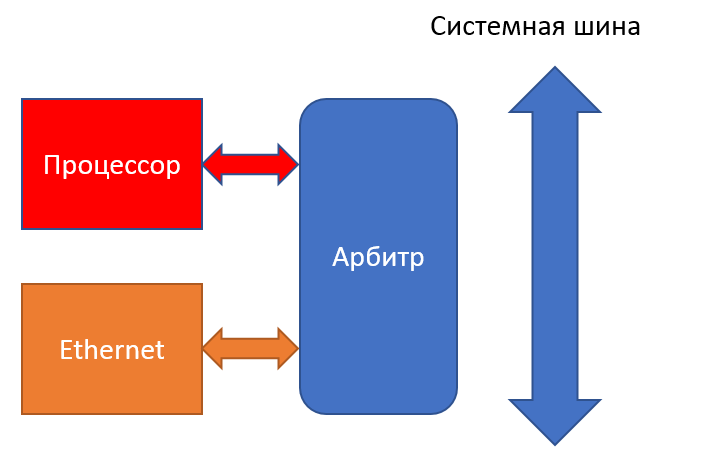 Системная шина
Процессор
Арбитр
Ethernet